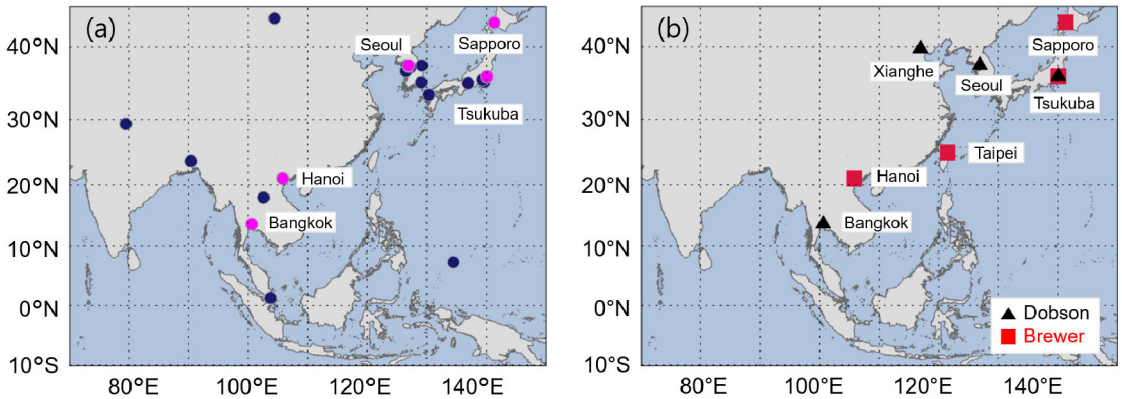 (a)
Seoul
Sapporo
Tsukuba
Hanoi
Bangkok
40°N
30°N
20°N
10°N
0°N
10°S
80°E
100°E
120°E
140°E
(b)
Xianghe
Seoul
Sapporo
Tsukuba
Taipei
Hanoi
Bangkok
Dobson
Brewer
40°N
30°N
20°N
10°N
0°N
10°S
80°E
100°E
120°E
140°E